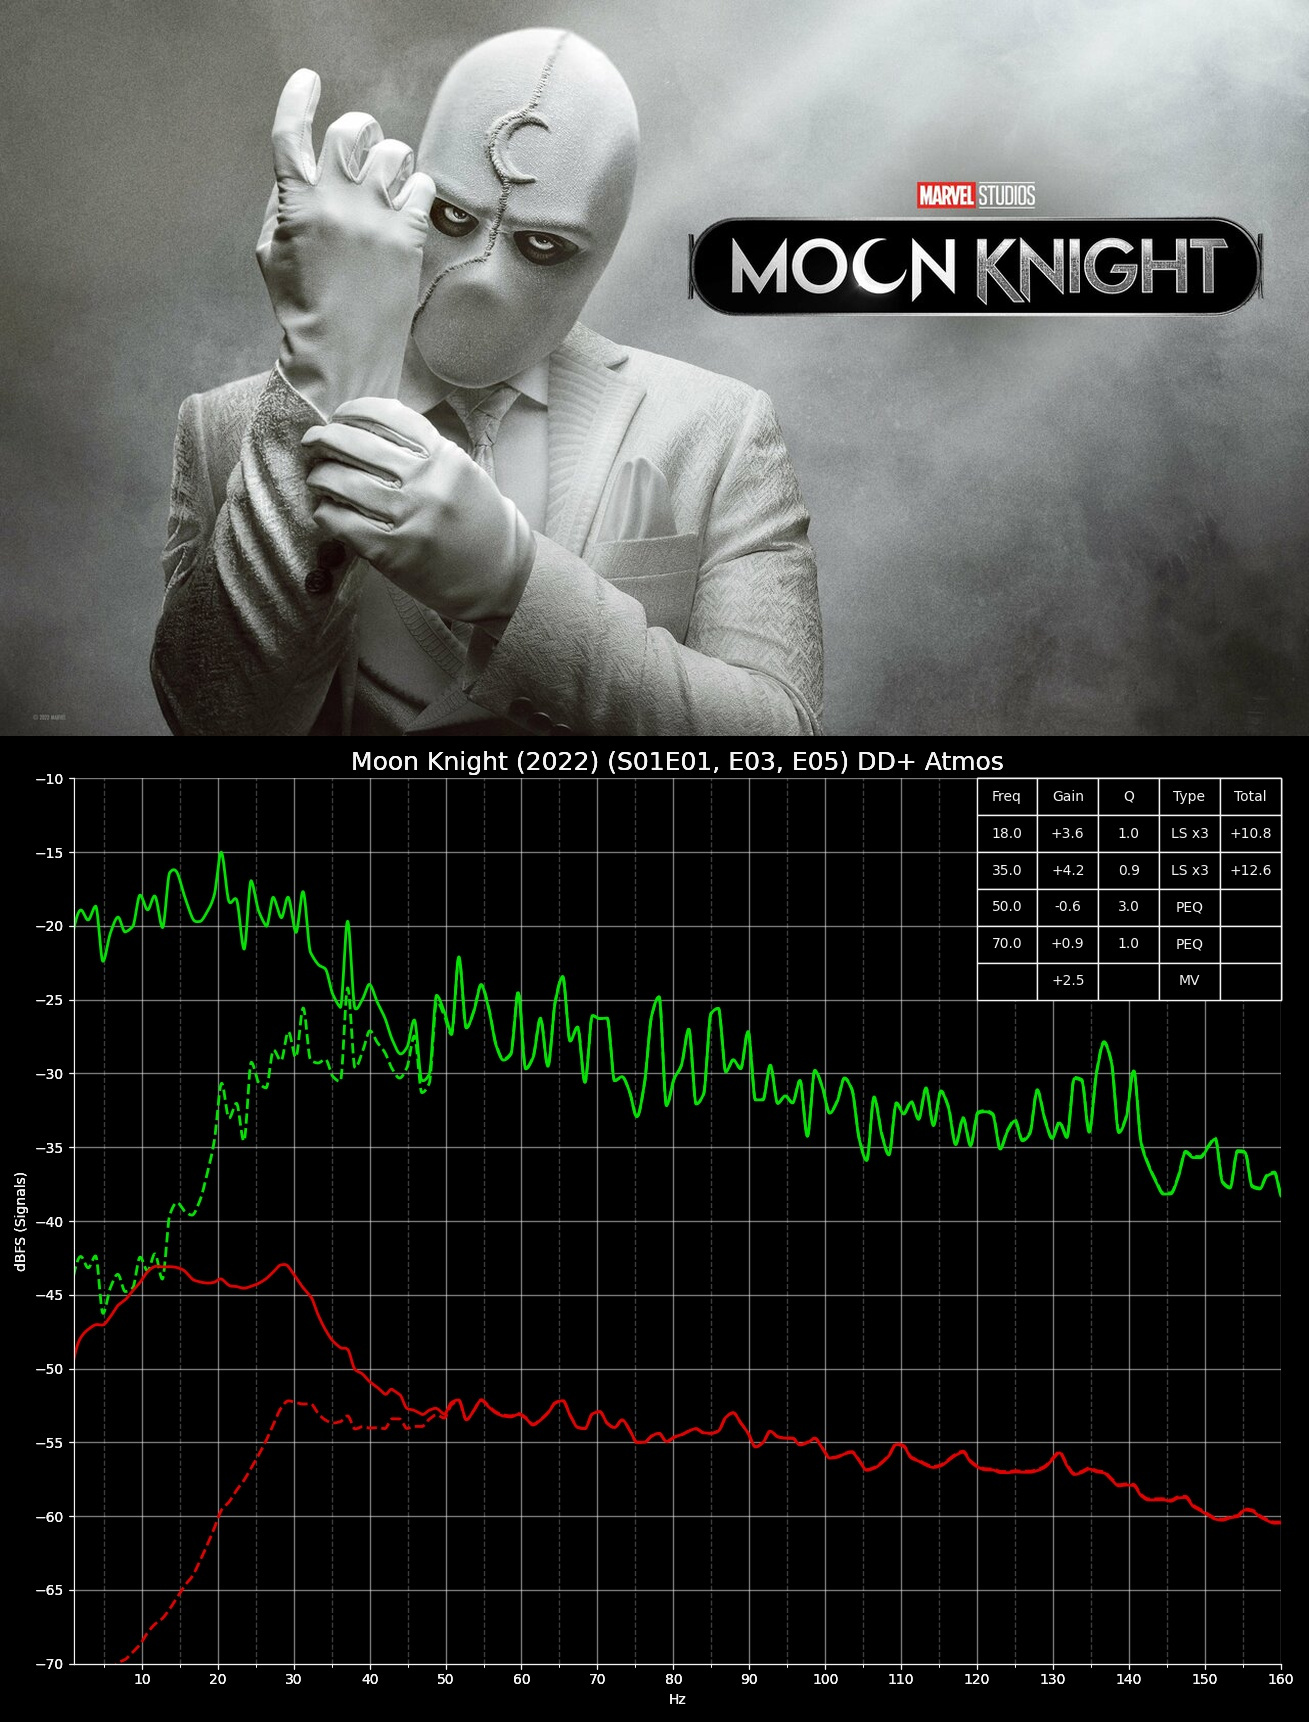 MARVEL STUDIOS
MOON KNIGHT
© 2022 MARVEL
Moon Knight (2022) (S01E01, E03, E05) DD+ Atmos
Freq Gain Q Type Total
18.0 +3.6 1.0 LS x3 +10.8
35.0 +4.2 0.9 LS x3 +12.6
50.0 -0.6 3.0 PEQ
70.0 +0.9 1.0 PEQ
+2.5 MV
dBFS (Signals)
−10
−15
−20
−25
−30
−35
−40
−45
−50
−55
−60
−65
−70
10 20 30 40 50 60 70 80 90 100 110 120 130 140 150 160
Hz